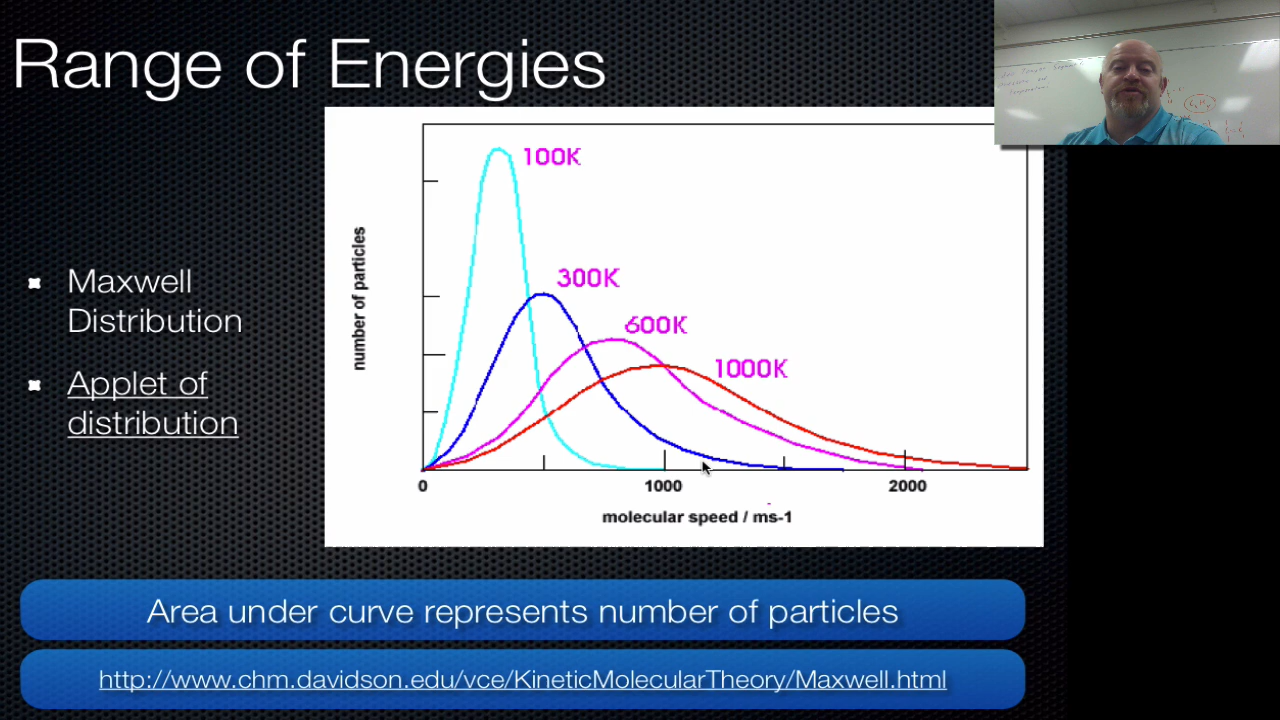 Range of Energies
Maxwell
Distribution
Applet of
distribution
100K
300K
600K
1000K
number of particles
0
1000
2000
molecular speed / ms-1
Area under curve represents number of particles
http://www.chm.davidson.edu/vce/KineticMolecularTheory/Maxwell.html